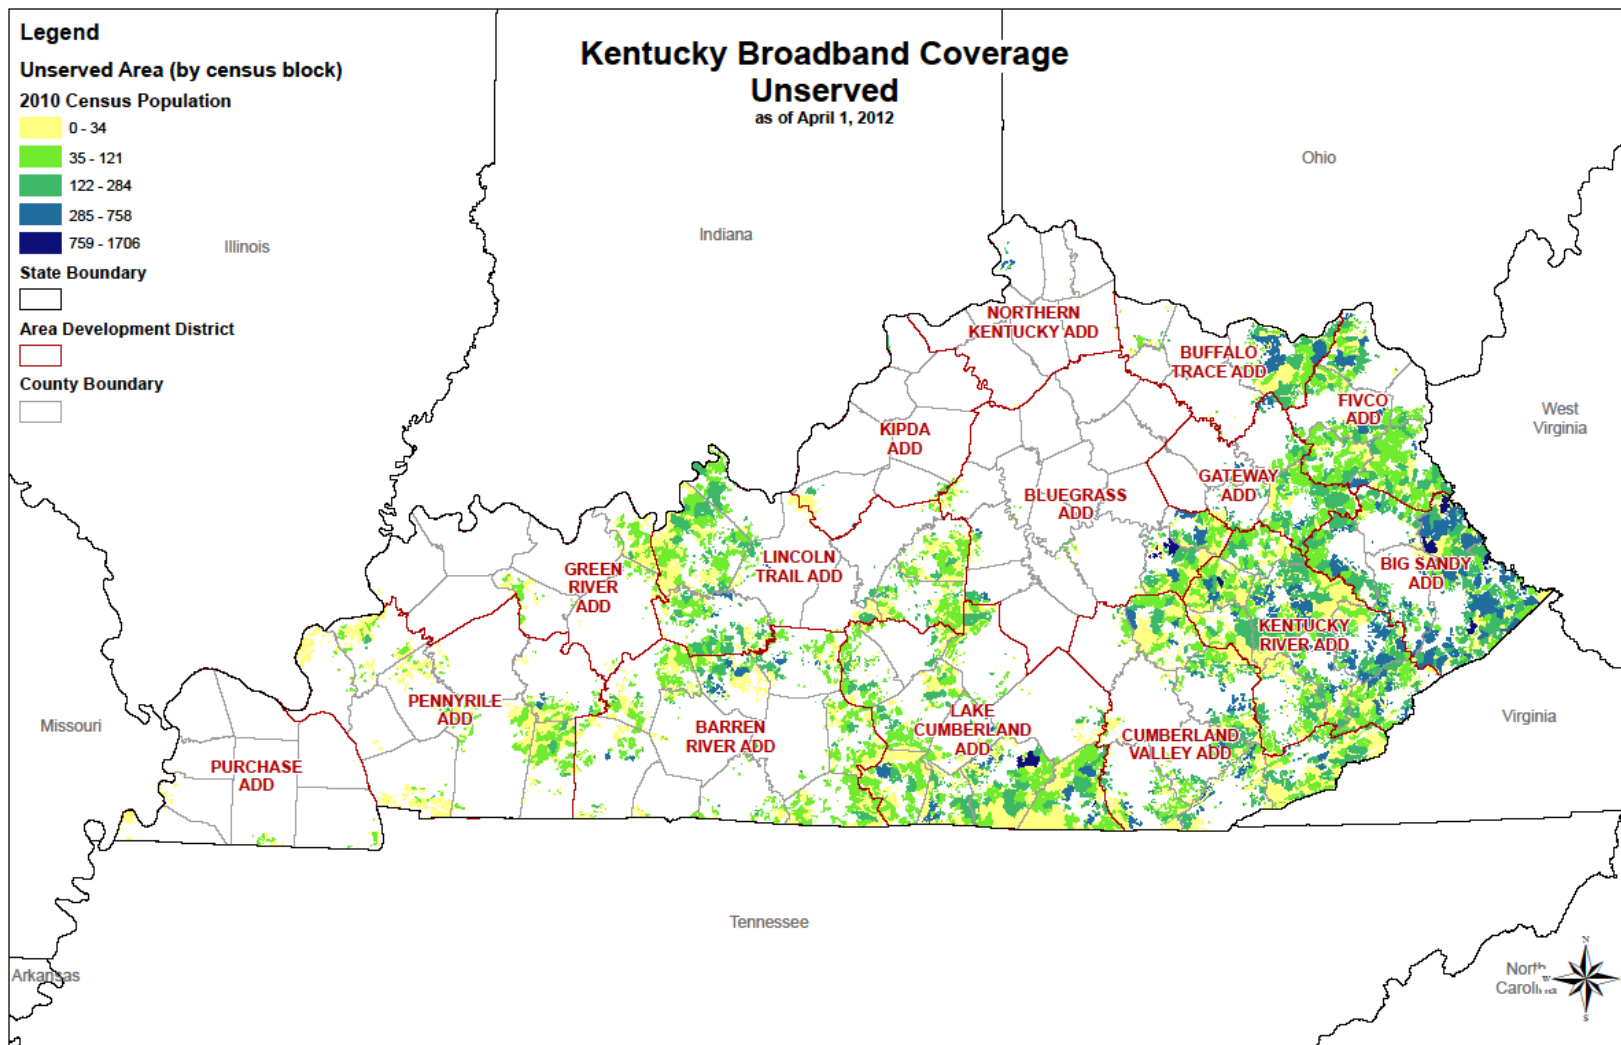 Legend
Unserved Area (by census block)
2010 Census Population
0 - 34
35 - 121
122 - 284
285 - 758
759 - 1706
State Boundary
Area Development District
County Boundary
Kentucky Broadband Coverage
Unserved
as of April 1, 2012
Ohio
Indiana
Illinois
NORTHERN
KENTUCKY ADD
BUFFALO
TRACE ADD
FIVCO
ADD
West
Virginia
KIPDA
ADD
GATEWAY
ADD
BLUEGRASS
ADD
LINCOLN
TRAIL ADD
GREEN
RIVER
ADD
BIG SANDY
ADD
KENTUCKY
RIVER ADD
PENNYRILE
ADD
BARREN
RIVER ADD
LAKE
CUMBERLAND
ADD
CUMBERLAND
VALLEY ADD
Missouri
Virginia
PURCHASE
ADD
Tennessee
Arkansas
North
Carolina
N
W
S